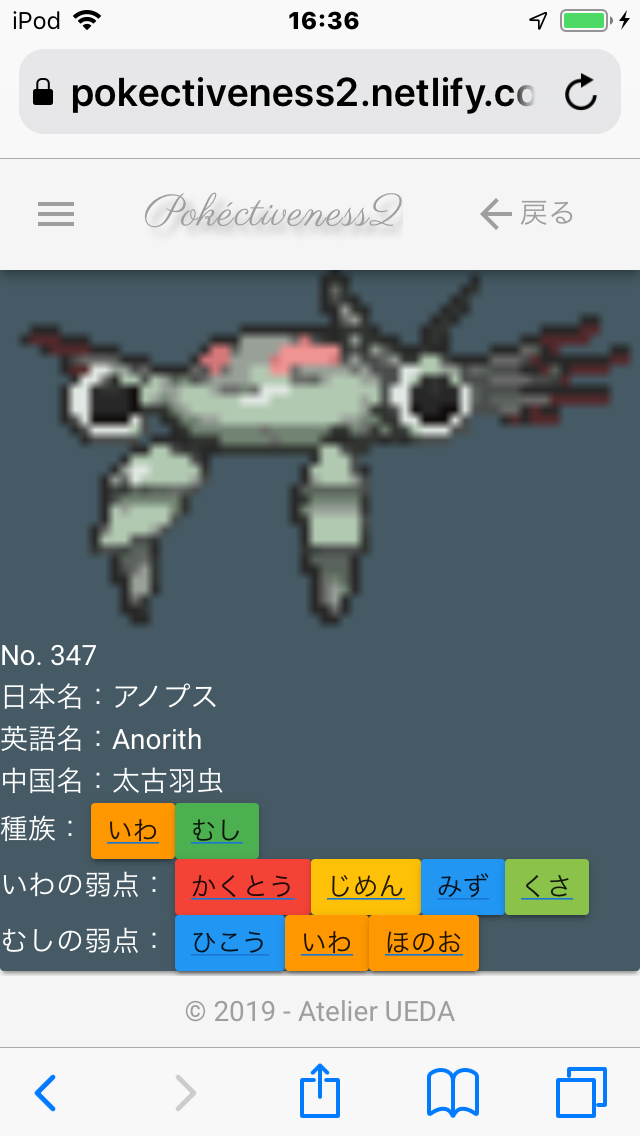 iPod 16:36
pokectiveness2.netlify.co
Pokéctiveness2 戻る
No. 347
日本名：アノプス
英語名：Anorith
中国名：太古羽虫
種族： いわ むし
いわの弱点： かくとう じめん みず くさ
むしの弱点： ひこう いわ ほのお
© 2019 - Atelier UEDA